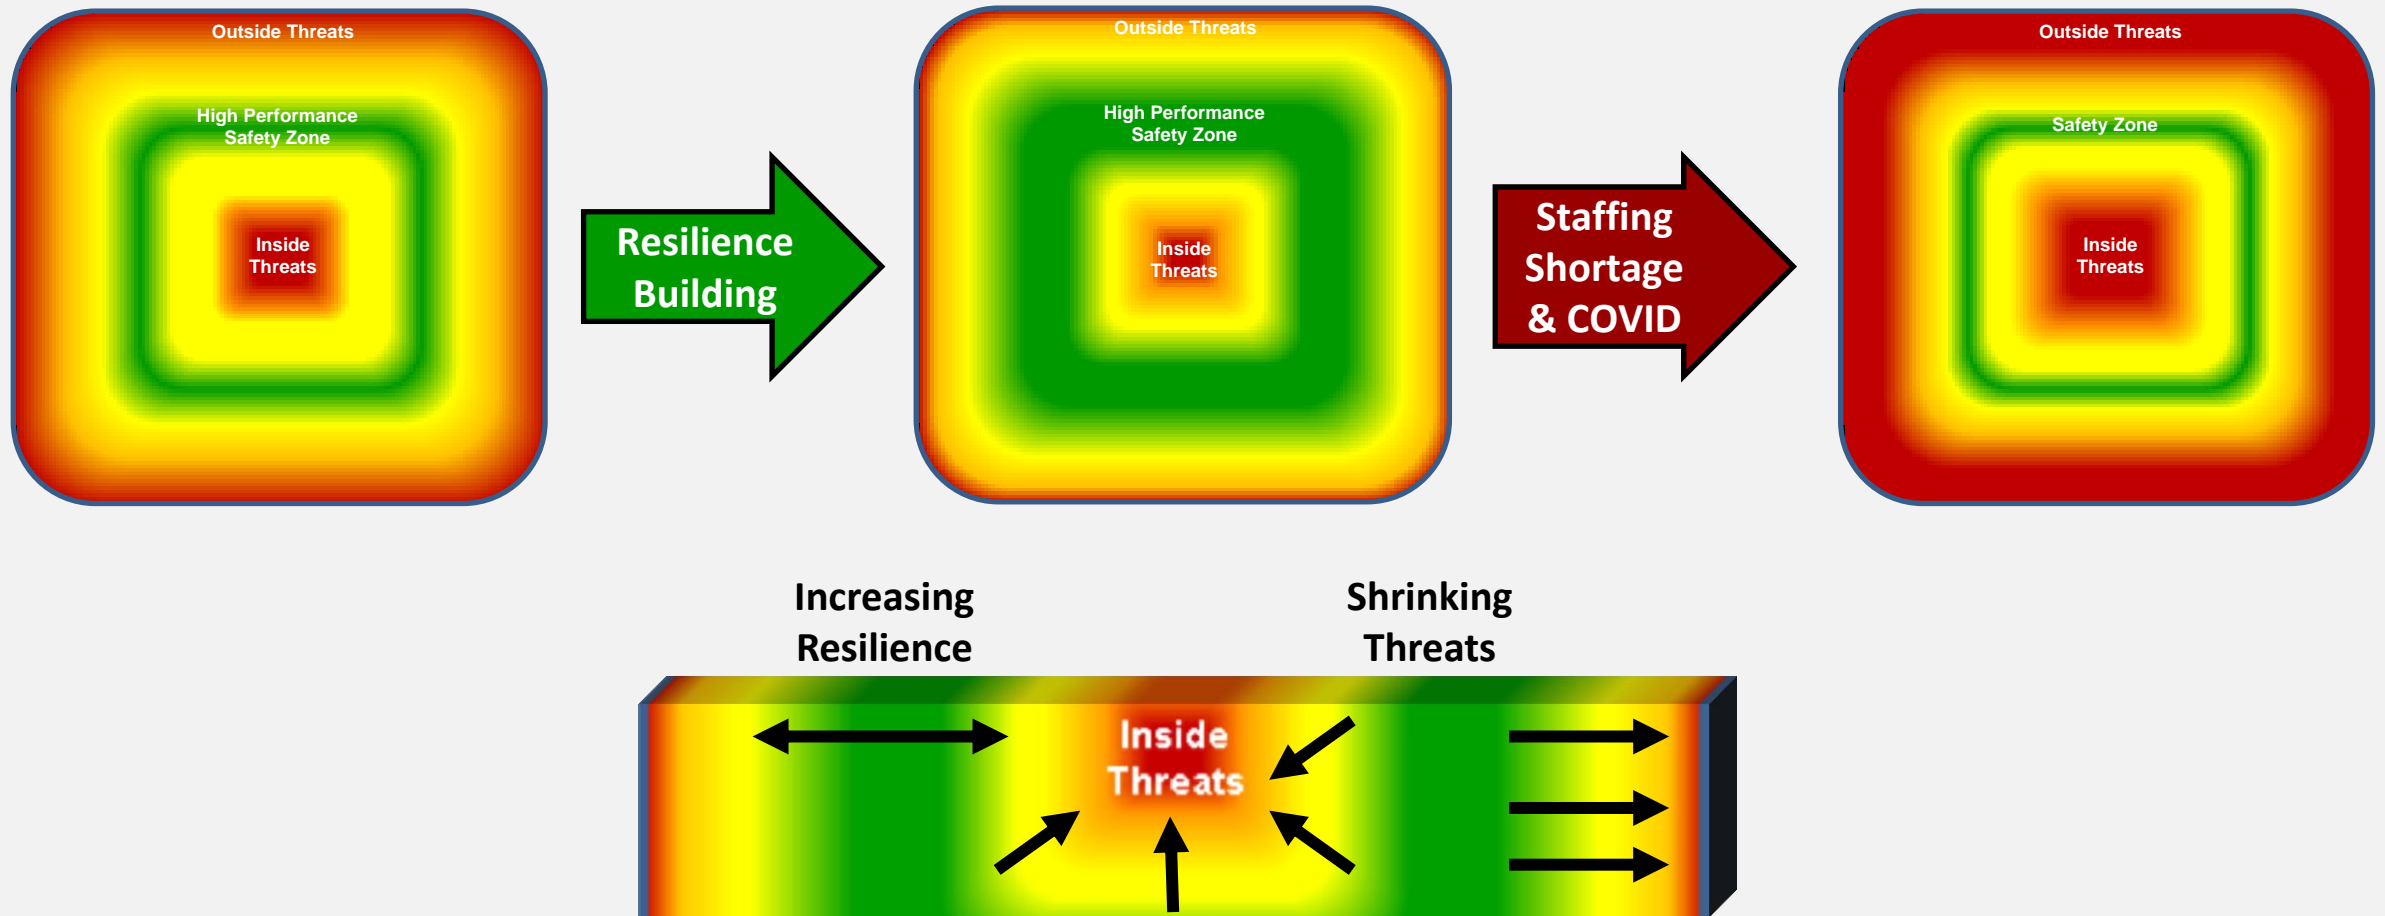 Outside Threats
High Performance
Safety Zone
Inside
Threats
Resilience
Building
Outside Threats
High Performance
Safety Zone
Inside
Threats
Staffing
Shortage
& COVID
Outside Threats
Safety Zone
Inside
Threats
Increasing
Resilience
Shrinking
Threats
Inside
Threats